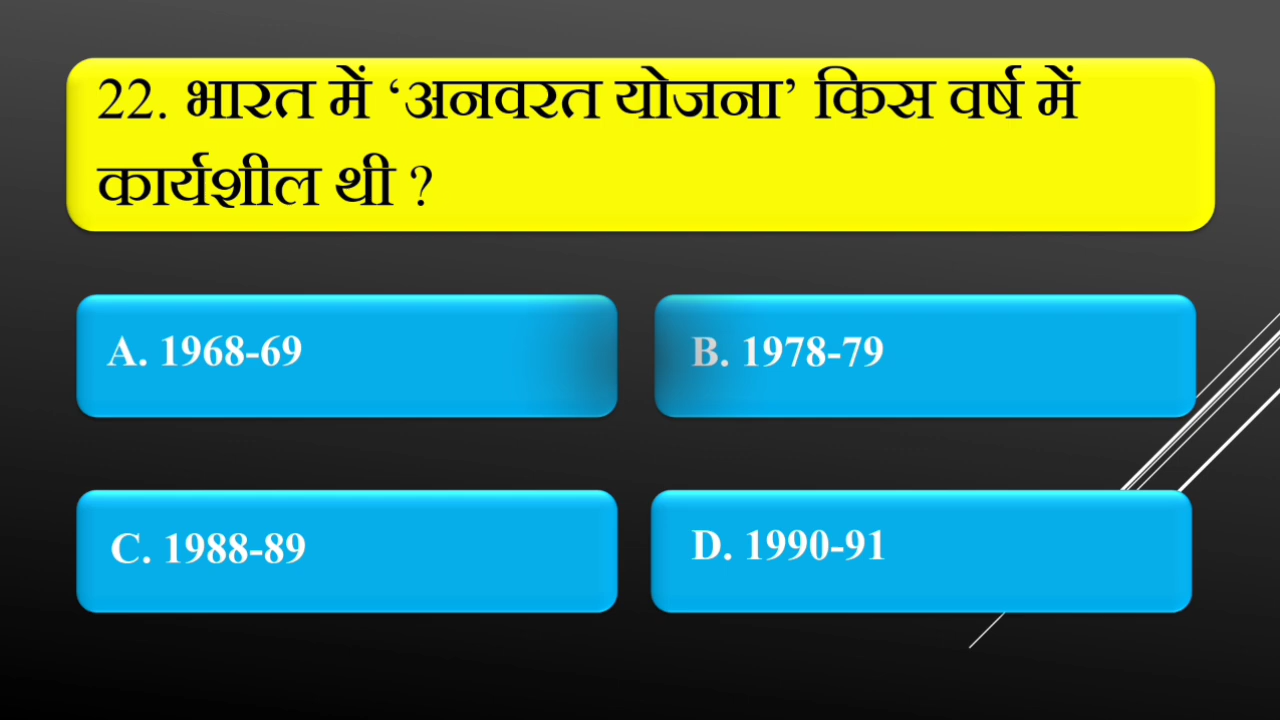 22. भारत में ‘अनवरत योजना’ किस वर्ष में
कार्यशील थी ?
A. 1968-69
B. 1978-79
C. 1988-89
D. 1990-91